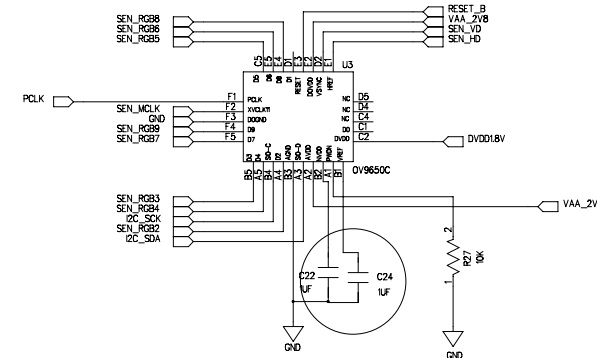 SEN_RGB8
SEN_RGB6
SEN_RGB5
RESET_B
VAA_2V8
SEN_VD
SEN_HD
C5 E5 E4 D1 E3 E2 D2 E1
U3
D5 D6 D8 D1 RESET DOVDD VSYNC HREF
PCLK
F1 PCLK
NC D5
SEN_MCLK F2 XVCLK11
NC D4
GND F3 DOGND
NC C4
SEN_RGB9 F4 D9
DD C1
SEN_RGB7 F5 D7
DVDD C2
DVDD1.8V
D3 D4 SIO-C D2 AGND SIO-D AVDD NVDD PWDN VREF
B5 A5 B4 A4 B3 A3 A2 B2 A1 B1
OV9650C
SEN_RGB3
SEN_RGB4
I2C_SCK
SEN_RGB2
I2C_SDA
VAA_2V
2
R27
10K
1
C22
1UF
C24
1UF
GND
GND